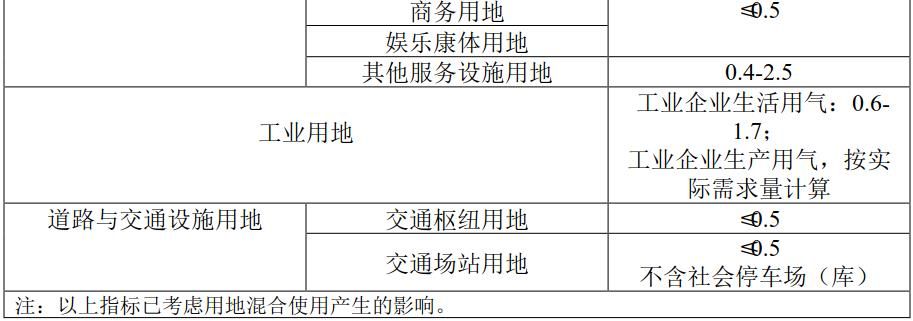 商务用地
≤0.5
娱乐康体用地
其他服务设施用地
0.4-2.5
工业用地
工业企业生活用气：0.6-
1.7；
工业企业生产用气，按实
际需求量计算
道路与交通设施用地
交通枢纽用地
≤0.5
交通场站用地
≤0.5
不含社会停车场（库）
注：以上指标已考虑用地混合使用产生的影响。